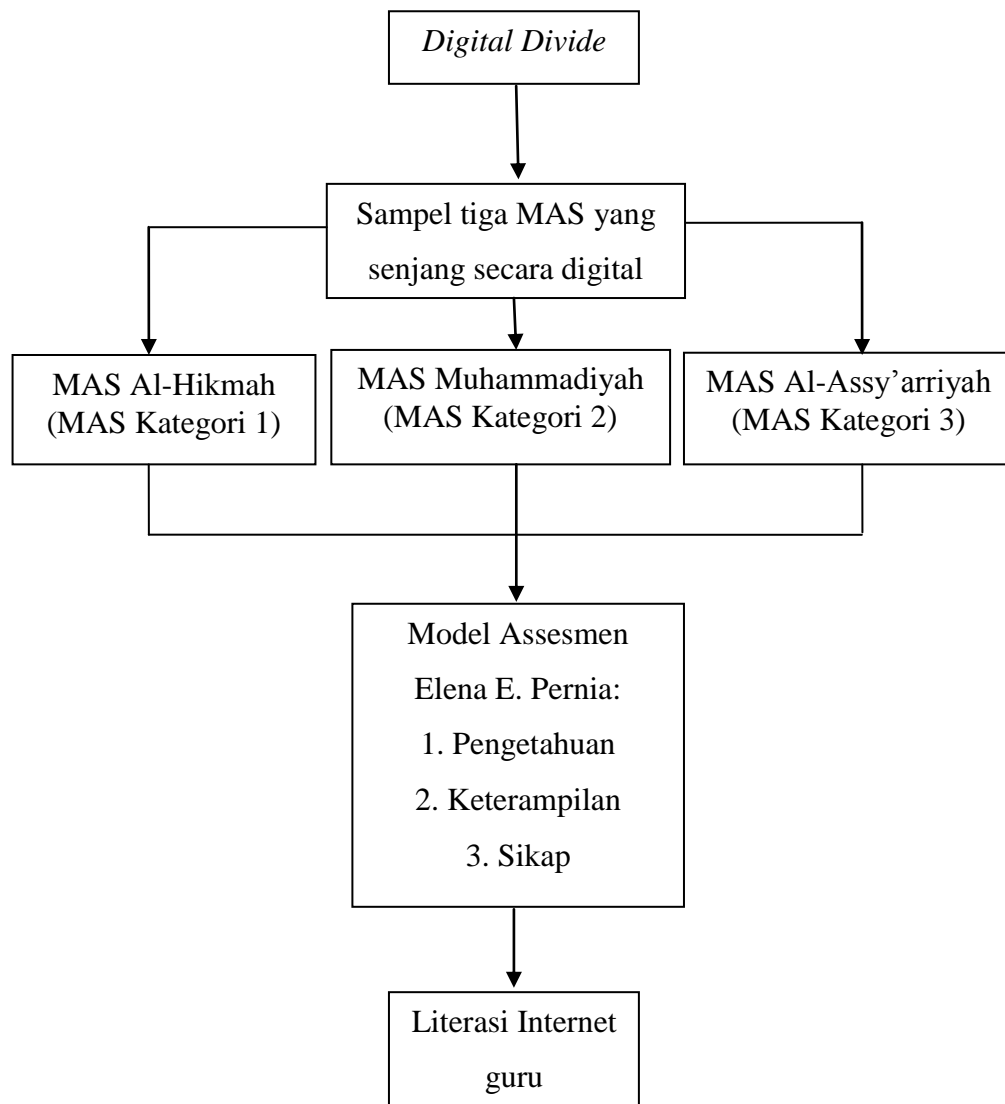 Digital Divide
Sampel tiga MAS yang
senjang secara digital
MAS Al-Hikmah
(MAS Kategori 1)
MAS Muhammadiyah
(MAS Kategori 2)
MAS Al-Assy’arriyah
(MAS Kategori 3)
Model Assesmen
Elena E. Pernia:
1. Pengetahuan
2. Keterampilan
3. Sikap
Literasi Internet
guru